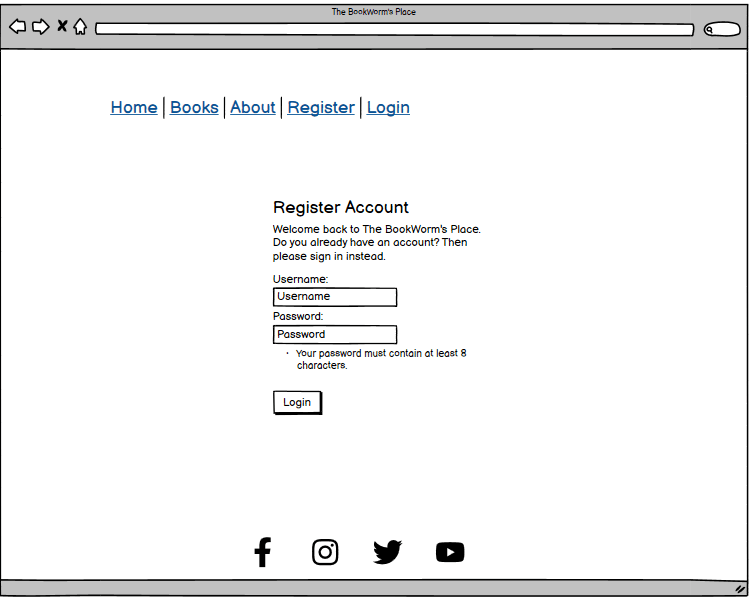 The BookWorm's Place
Home | Books | About | Register | Login
Register Account
Welcome back to The BookWorm's Place.
Do you already have an account? Then
please sign in instead.
Username:
Username
Password:
Password
· Your password must contain at least 8
characters.
Login